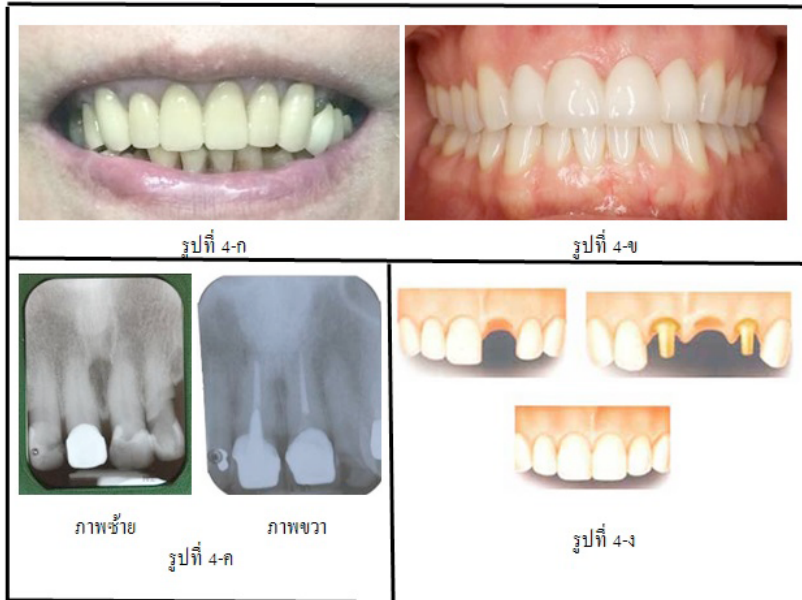 รูปที่ 4-ก
รูปที่ 4-ข
ภาพซ้าย
ภาพขวา
รูปที่ 4-ค
รูปที่ 4-ง